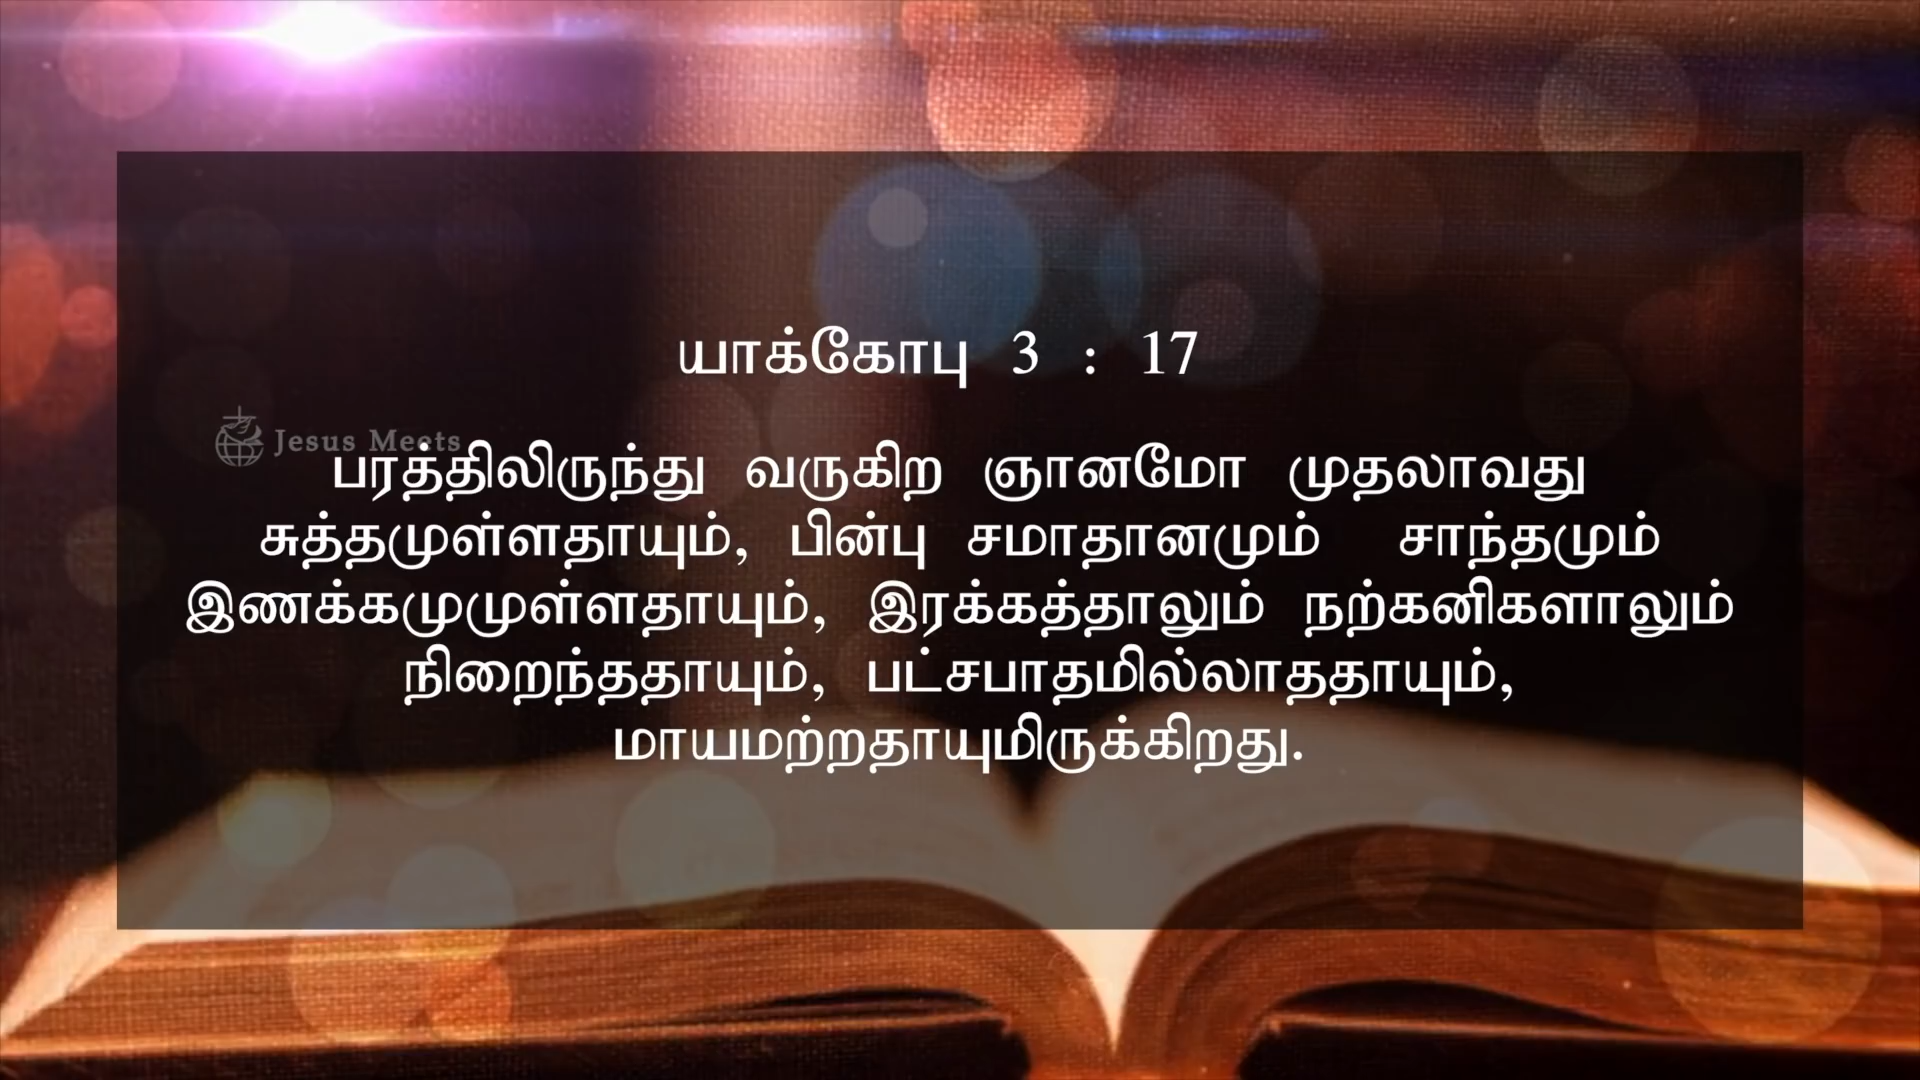 யாக்கோபு 3 : 17
Jesus Meets
பரத்திலிருந்து வருகிற ஞானமோ முதலாவது
சுத்தமுள்ளதாயும், பின்பு சமாதானமும் சாந்தமும்
இணக்கமுமுள்ளதாயும், இரக்கத்தாலும் நற்கனிகளாலும்
நிறைந்ததாயும், பட்சபாதமில்லாததாயும்,
மாயமற்றதாயுமிருக்கிறது.